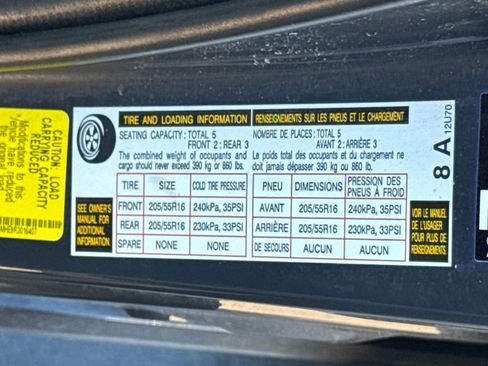 CAUTION: LOAD
CARRYING CAPACITY
REDUCED
Modifications to this
TIRE AND LOADING INFORMATION
SEATING CAPACITY: TOTAL 5
FRONT 2: REAR 3
The combined weight of occupants and
cargo should never exceed 390 kg or 860 lb.
RENSEIGNEMENTS SUR LES PNEUS ET LE CHARGEMENT
NOMBRE DE PLACES: TOTAL 5
AVANT 2: ARRIÈRE 3
Le poids total des occupants et du chargement ne
doit jamais dépasser 390 kg ou 860 lb.
SEE OWNER'S
MANUAL FOR
ADDITIONAL
INFORMATION
TIRE SIZE COLD TIRE PRESSURE
FRONT 205/55R16 240kPa, 35PSI
REAR 205/55R16 230kPa, 33PSI
SPARE NONE NONE
PNEU DIMENSIONS PRESSION DES PNEUS À FROID
AVANT 205/55R16 240kPa, 35PSI
ARRIÈRE 205/55R16 230kPa, 33PSI
DE SECOURS AUCUN AUCUN
VOIR LE MANUEL
DE L'USAGER
POUR PLUS DE
RENSEIGNEMENTS
8 A 12U70